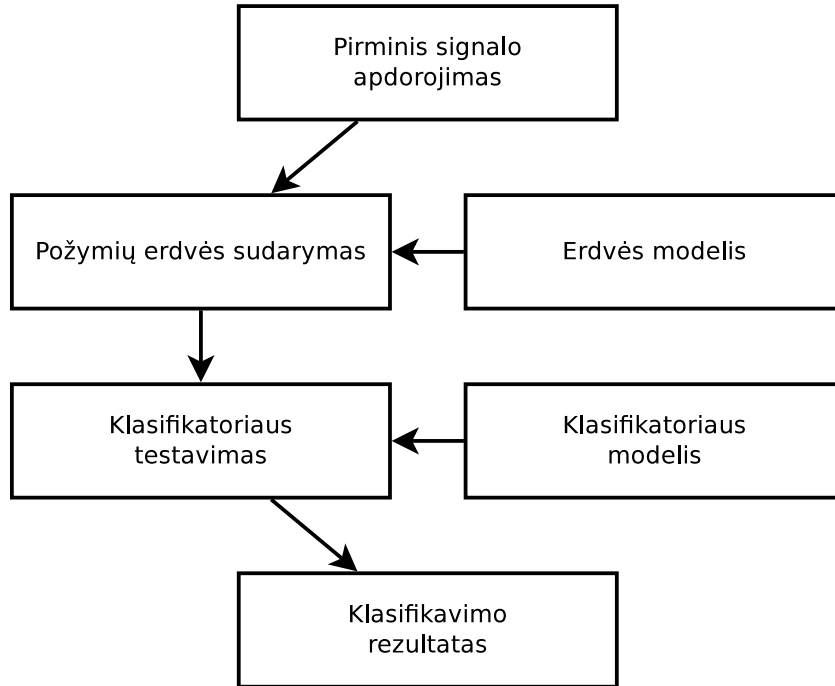 Pirminis signalo
apdorojimas
Požymių erdvės sudarymas
Erdvės modelis
Klasifikatoriaus
testavimas
Klasifikatoriaus
modelis
Klasifikavimo
rezultatas